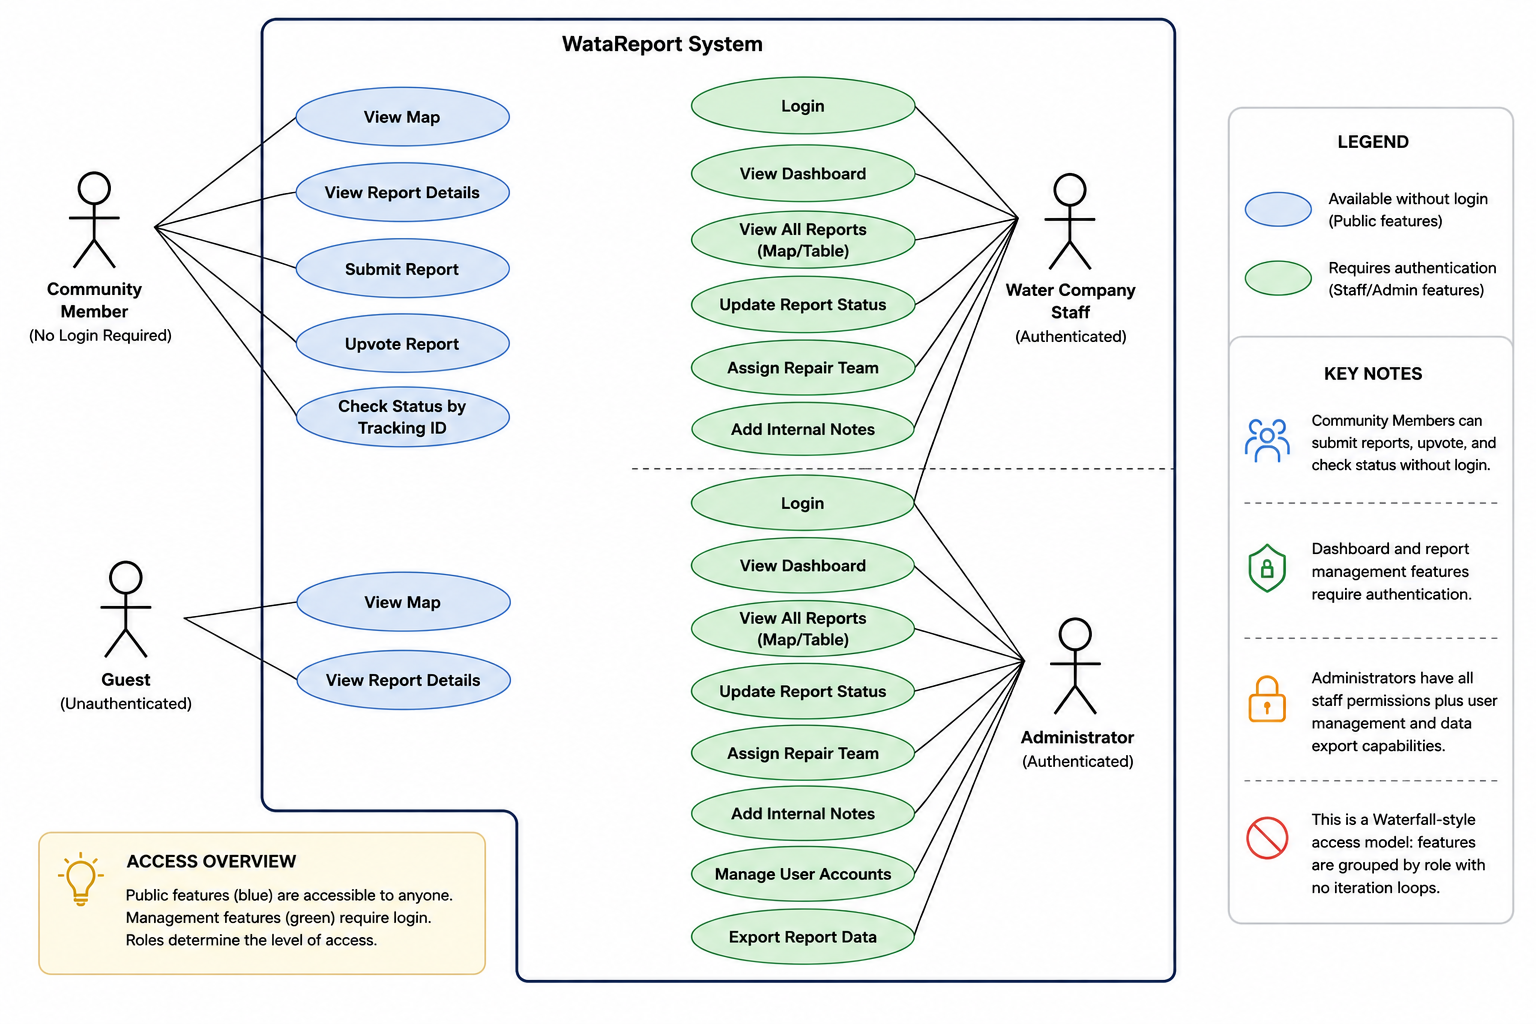 WataReport System
View Map
View Report Details
Submit Report
Upvote Report
Check Status by
Tracking ID
Community
Member
(No Login Required)
View Map
View Report Details
Guest
(Unauthenticated)
Login
View Dashboard
View All Reports
(Map/Table)
Update Report Status
Assign Repair Team
Add Internal Notes
Water Company
Staff
(Authenticated)
Login
View Dashboard
View All Reports
(Map/Table)
Update Report Status
Assign Repair Team
Add Internal Notes
Manage User Accounts
Export Report Data
Administrator
(Authenticated)
ACCESS OVERVIEW
Public features (blue) are accessible to anyone.
Management features (green) require login.
Roles determine the level of access.
LEGEND
Available without login
(Public features)
Requires authentication
(Staff/Admin features)
KEY NOTES
Community Members can
submit reports, upvote, and
check status without login.
Dashboard and report
management features
require authentication.
Administrators have all
staff permissions plus user
management and data
export capabilities.
This is a Waterfall-style
access model: features
are grouped by role with
no iteration loops.